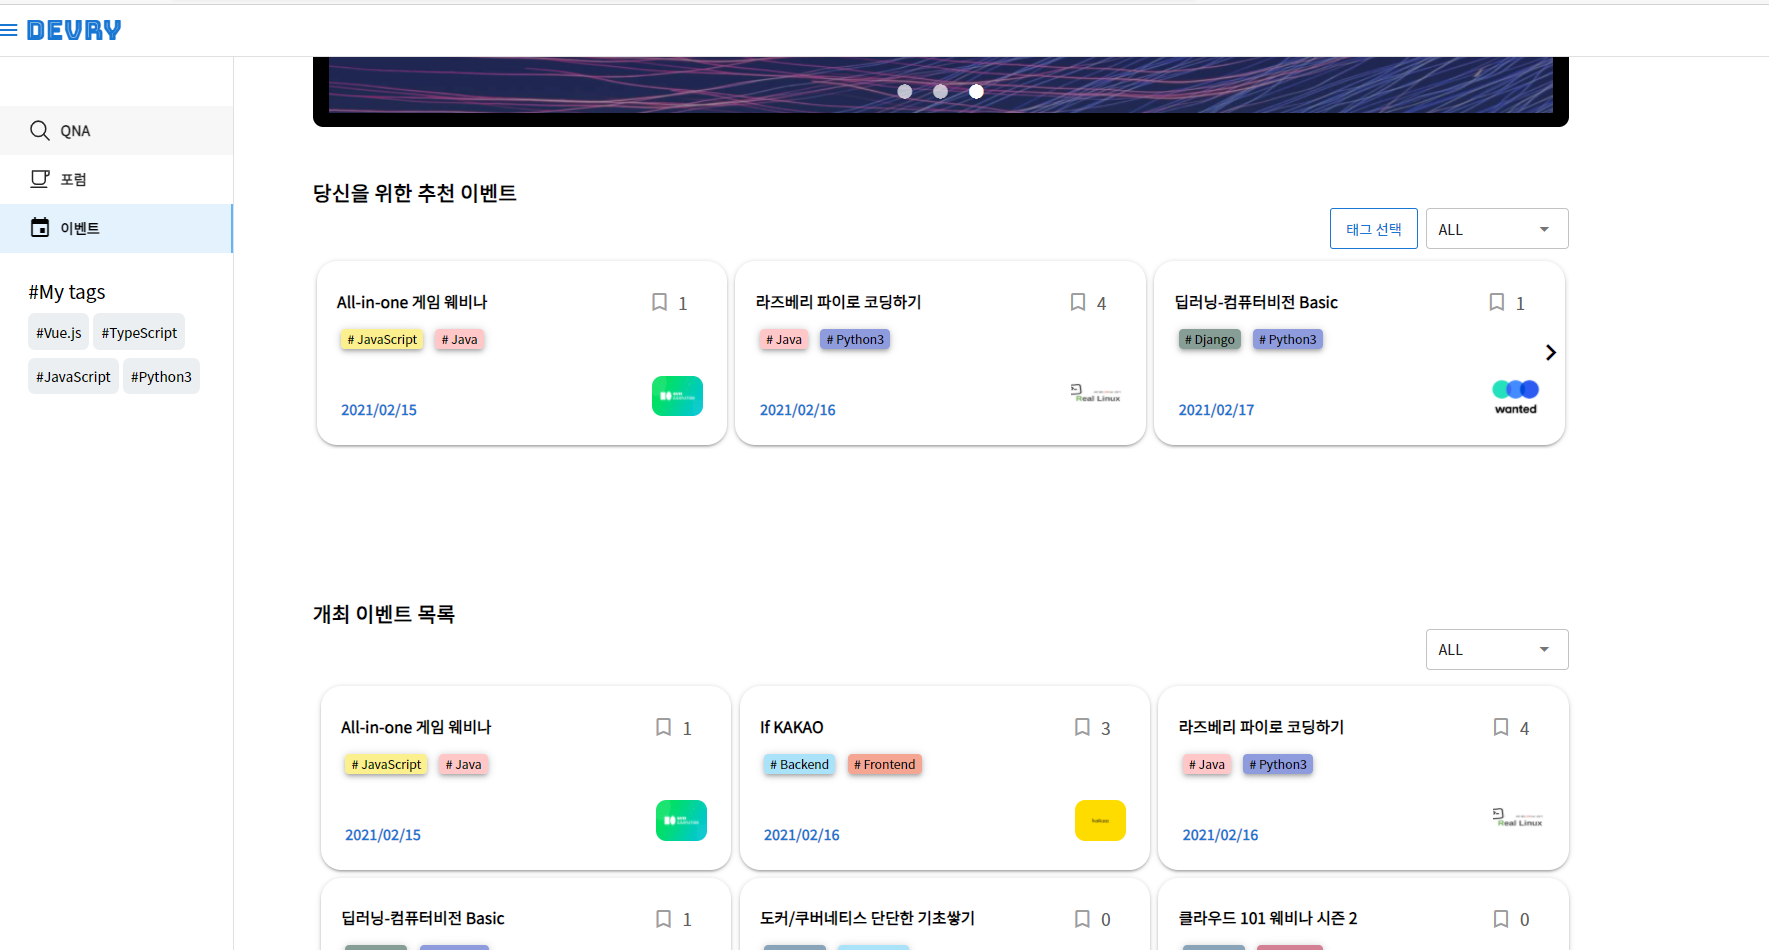 DEVRY
QNA
포럼
이벤트
#My tags
#Vue.js #TypeScript
#JavaScript #Python3
당신을 위한 추천 이벤트
태그 선택 ALL
All-in-one 게임 웨비나 1
# JavaScript # Java
2021/02/15
라즈베리 파이로 코딩하기 4
# Java # Python3
Real Linux
2021/02/16
딥러닝-컴퓨터비전 Basic 1
# Django # Python3
wanted
2021/02/17
개최 이벤트 목록
ALL
All-in-one 게임 웨비나 1
# JavaScript # Java
2021/02/15
If KAKAO 3
# Backend # Frontend
kakao
2021/02/16
라즈베리 파이로 코딩하기 4
# Java # Python3
Real Linux
2021/02/16
딥러닝-컴퓨터비전 Basic 1
도커/쿠버네티스 단단한 기초쌓기 0
클라우드 101 웨비나 시즌 2 0